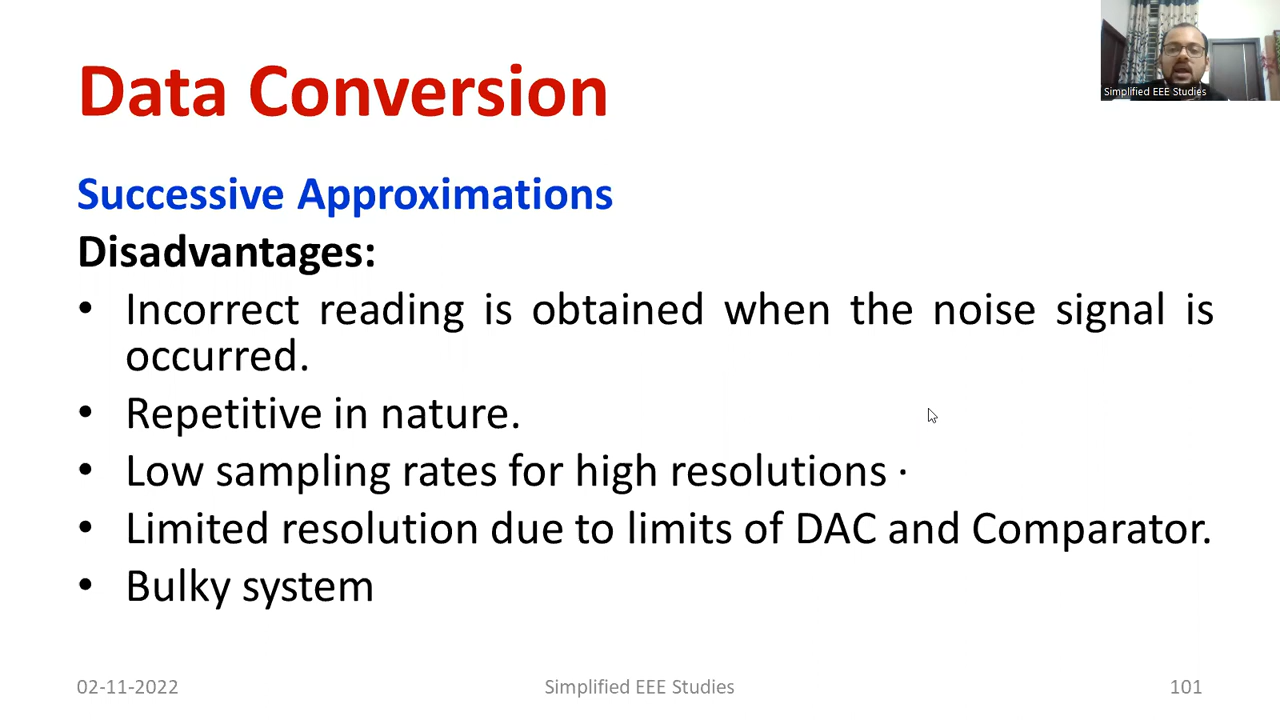 Data Conversion
Simplified EEE Studies
Successive Approximations
Disadvantages:
• Incorrect reading is obtained when the noise signal is
occurred.
• Repetitive in nature.
• Low sampling rates for high resolutions ·
• Limited resolution due to limits of DAC and Comparator.
• Bulky system
02-11-2022 Simplified EEE Studies 101